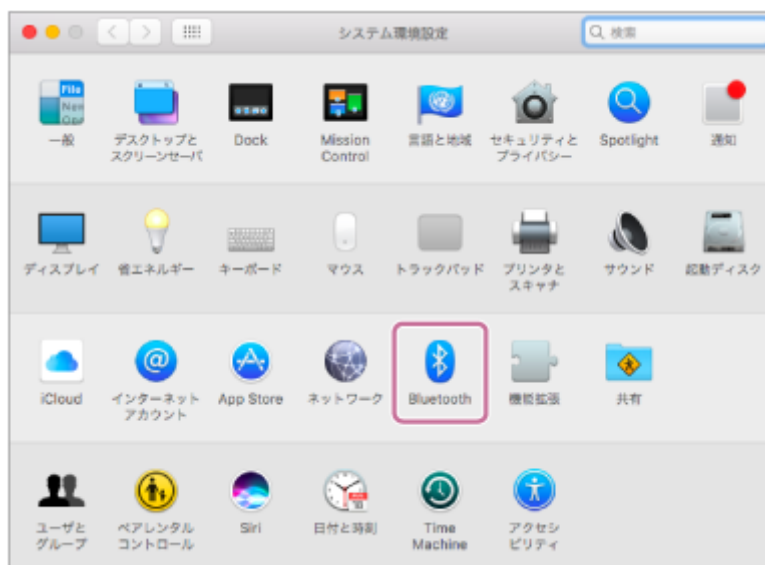 システム環境設定
検索
File
New
Ope
一般
デスクトップと
スクリーンセーバ
Dock
Mission
Control
言語と地域
セキュリティと
プライバシー
Spotlight
通知
ディスプレイ
省エネルギー
キーボード
マウス
トラックパッド
プリンタと
スキャナ
サウンド
起動ディスク
iCloud
インターネット
アカウント
App Store
ネットワーク
Bluetooth
機能拡張
共有
ユーザと
グループ
ペアレンタル
コントロール
Siri
日付と時刻
Time
Machine
アクセシ
ビリティ